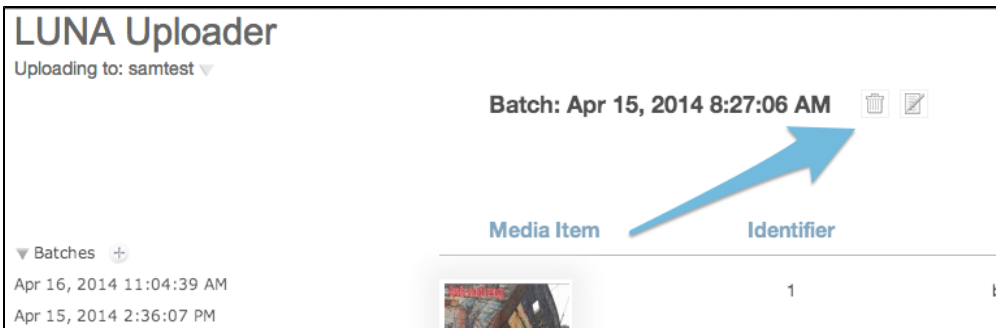 LUNA Uploader
Uploading to: samtest
Batch: Apr 15, 2014 8:27:06 AM
Media Item Identifier
Batches
Apr 16, 2014 11:04:39 AM
1
Apr 15, 2014 2:36:07 PM